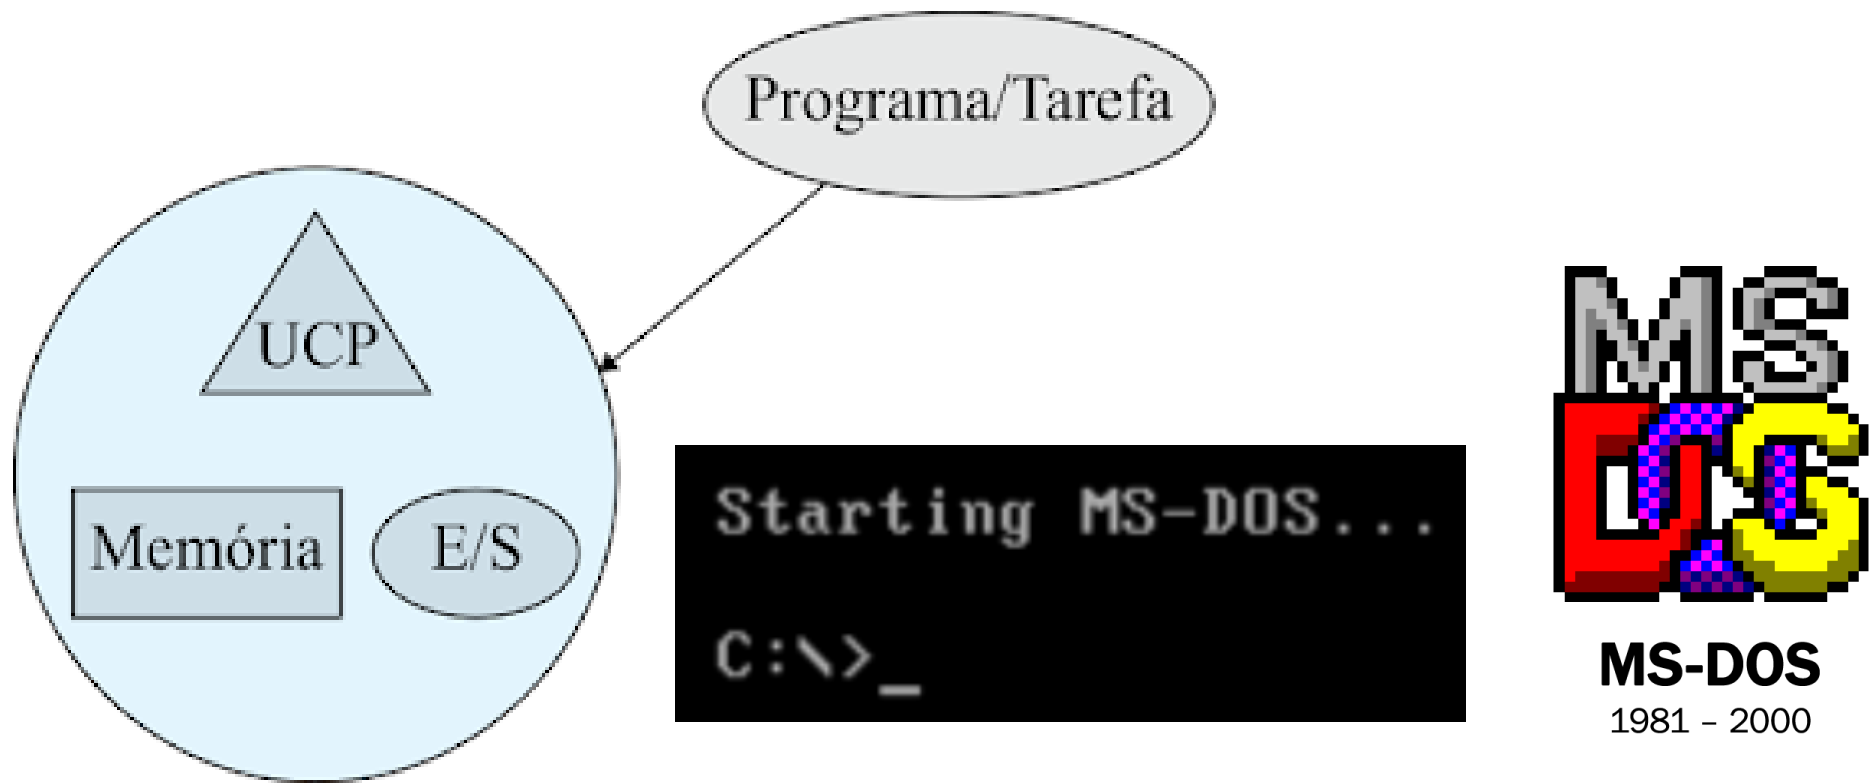 Programa/Tarefa
UCP
Memória
E/S
Starting MS-DOS...
C:\>_
MS
DOS
MS-DOS
1981 – 2000